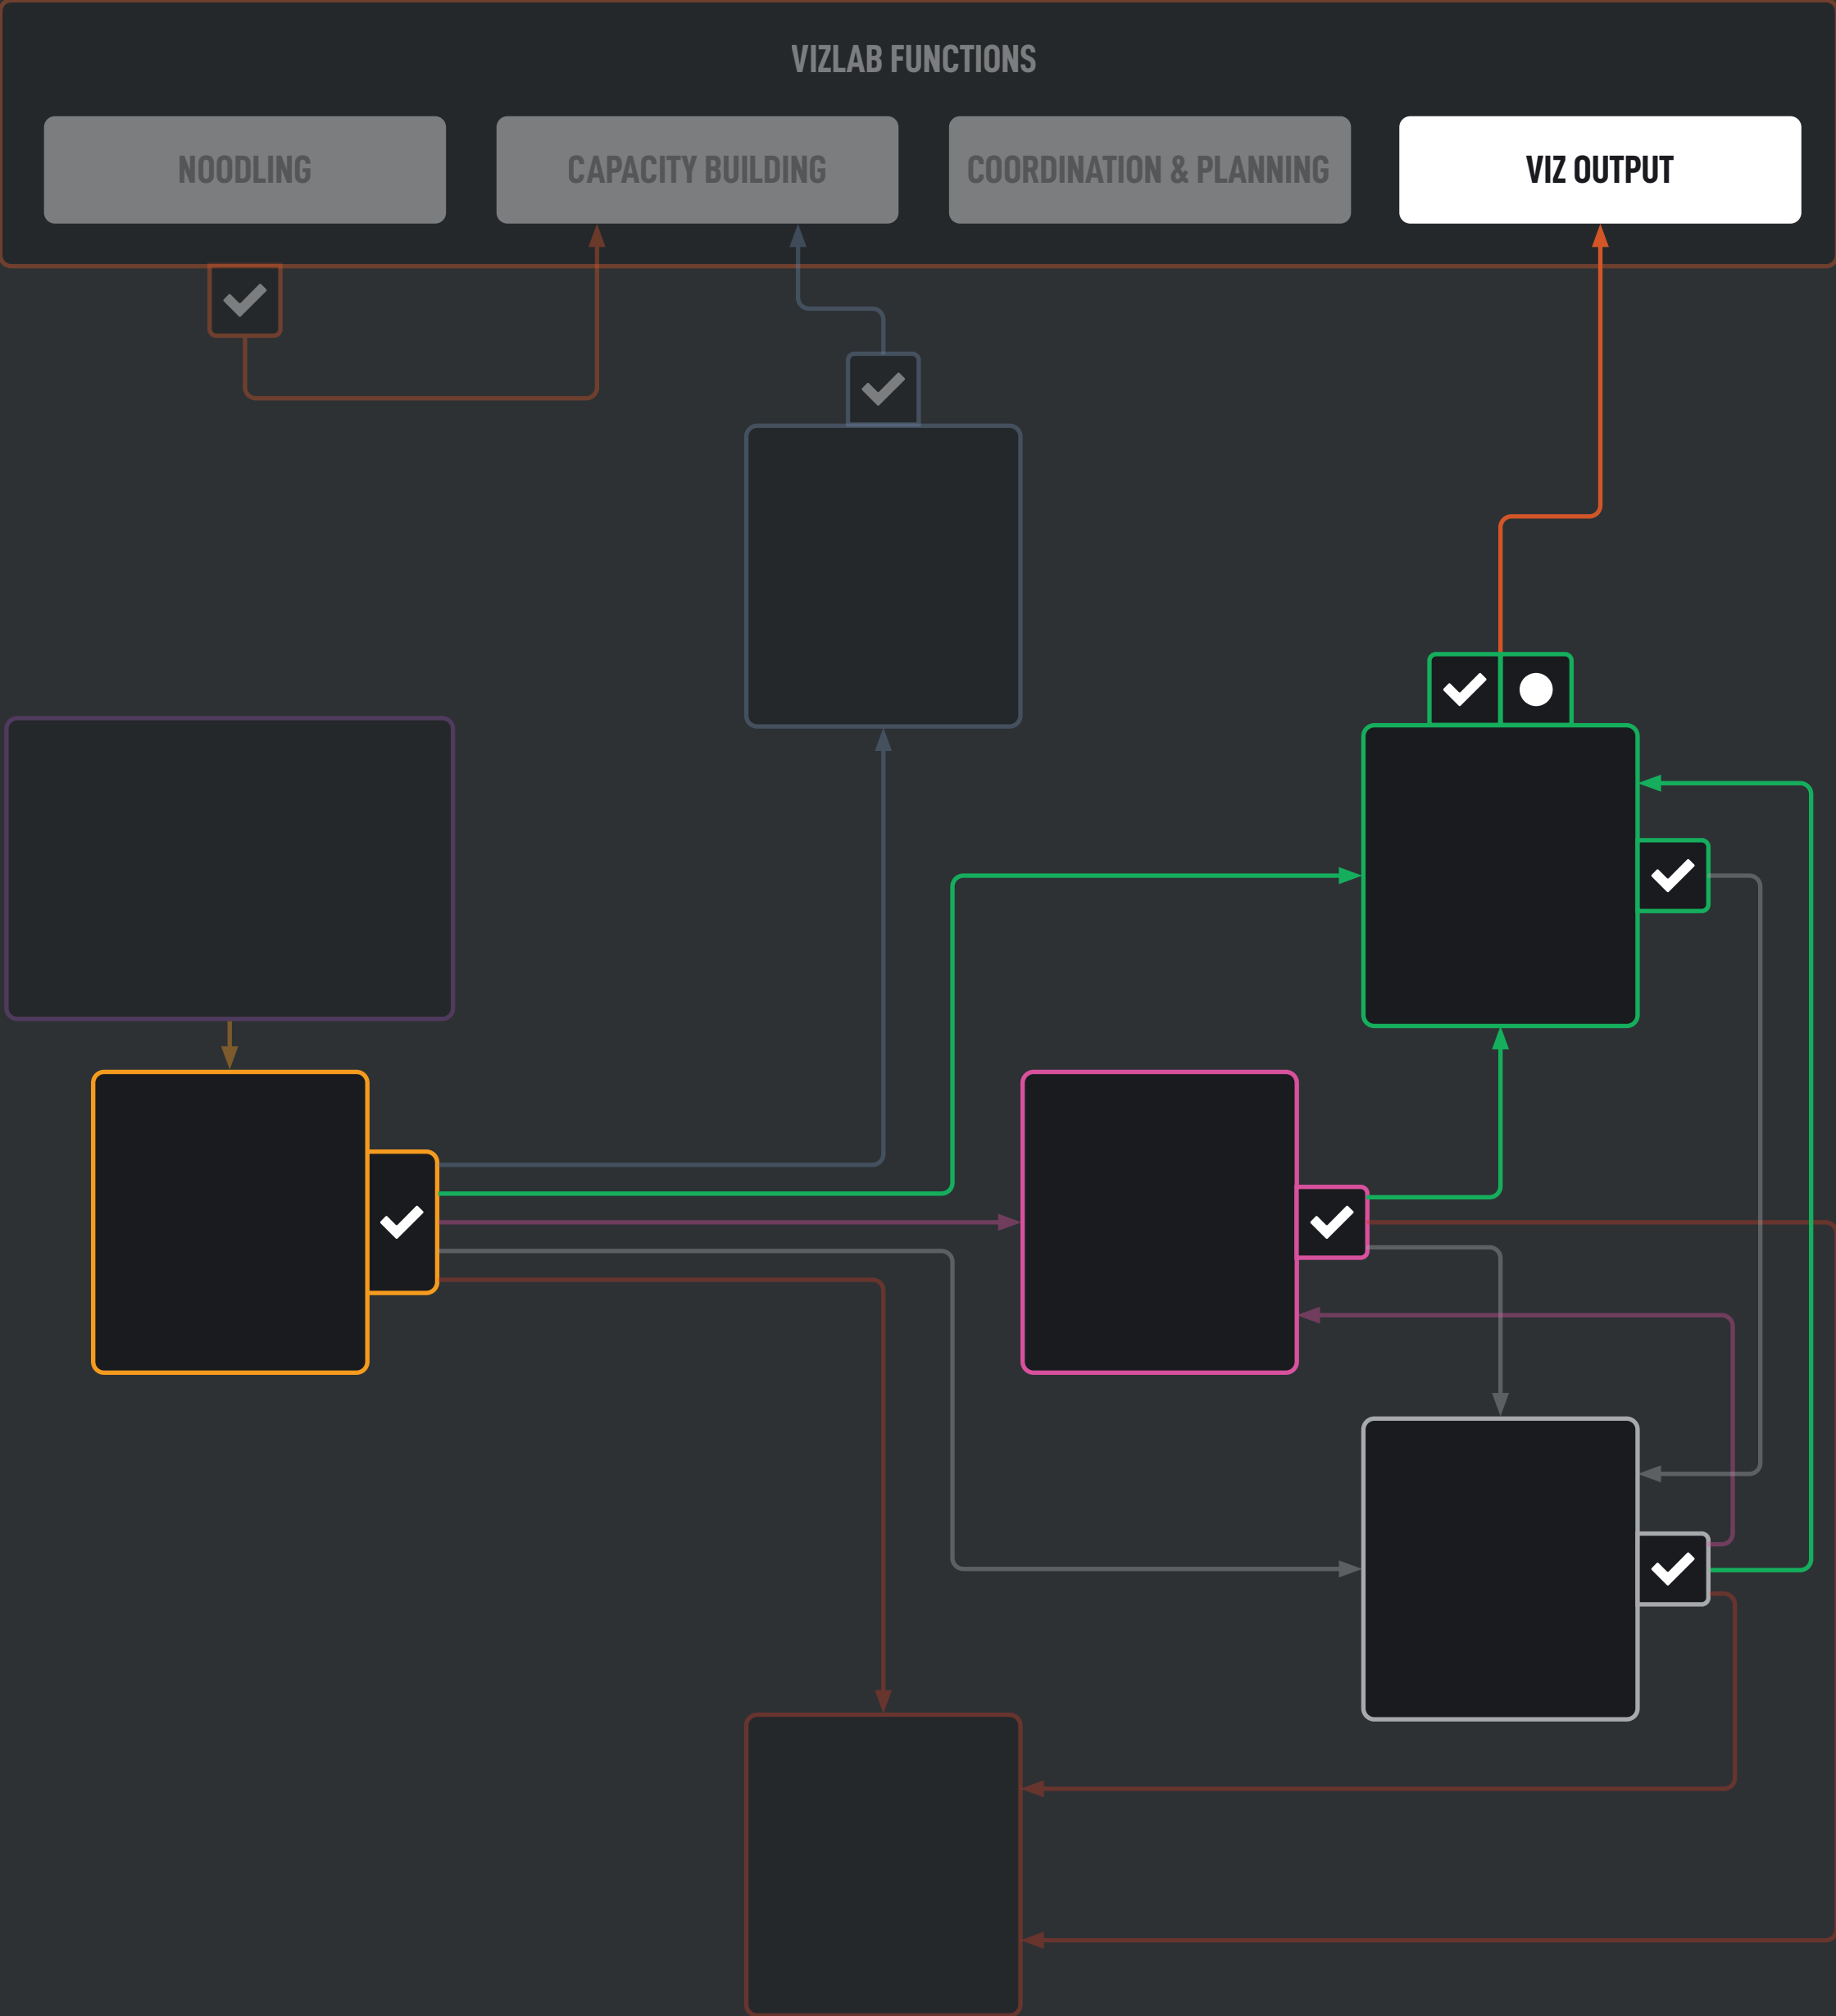 VIZLAB FUNCTIONS
NOODLING
CAPACITY BUILDING
COORDINATION & PLANNING
VIZ OUTPUT